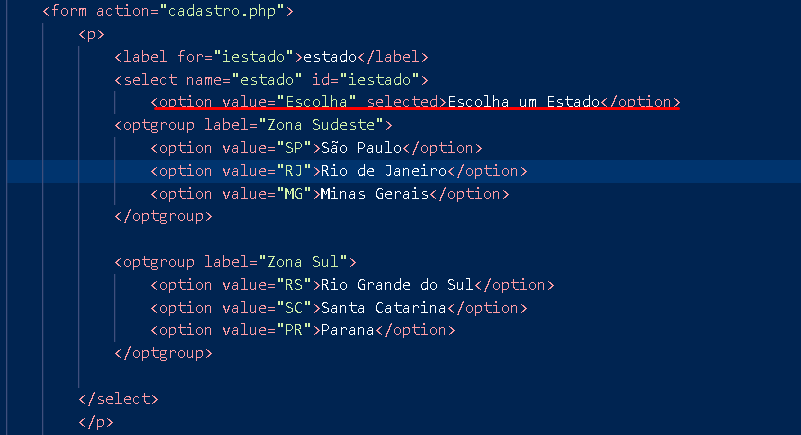 <form action="cadastro.php">
<p>
<label for="iestado">estado</label>
<select name="estado" id="iestado">
<option value="Escolha" selected>Escolha um Estado</option>
<optgroup label="Zona Sudeste">
<option value="SP">São Paulo</option>
<option value="RJ">Rio de Janeiro</option>
<option value="MG">Minas Gerais</option>
</optgroup>
<optgroup label="Zona Sul">
<option value="RS">Rio Grande do Sul</option>
<option value="SC">Santa Catarina</option>
<option value="PR">Parana</option>
</optgroup>
</select>
</p>